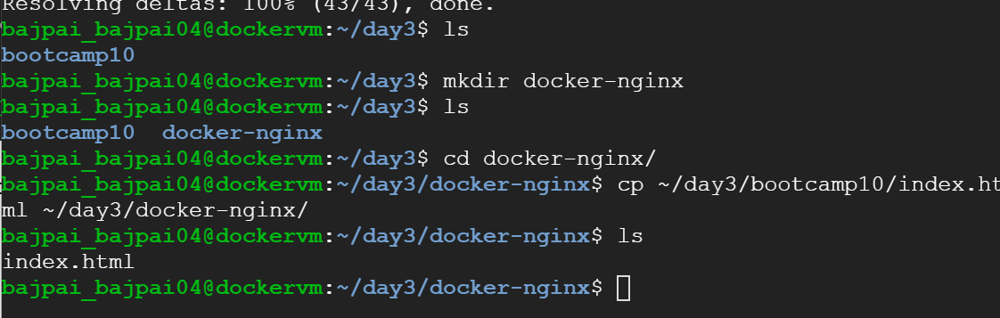 Resolving deltas: 100% (43/43), done.
bajpai_bajpai04@dockervm:~/day3$ ls
bootcamp10
bajpai_bajpai04@dockervm:~/day3$ mkdir docker-nginx
bajpai_bajpai04@dockervm:~/day3$ ls
bootcamp10  docker-nginx
bajpai_bajpai04@dockervm:~/day3$ cd docker-nginx/
bajpai_bajpai04@dockervm:~/day3/docker-nginx$ cp ~/day3/bootcamp10/index.ht
ml ~/day3/docker-nginx/
bajpai_bajpai04@dockervm:~/day3/docker-nginx$ ls
index.html
bajpai_bajpai04@dockervm:~/day3/docker-nginx$